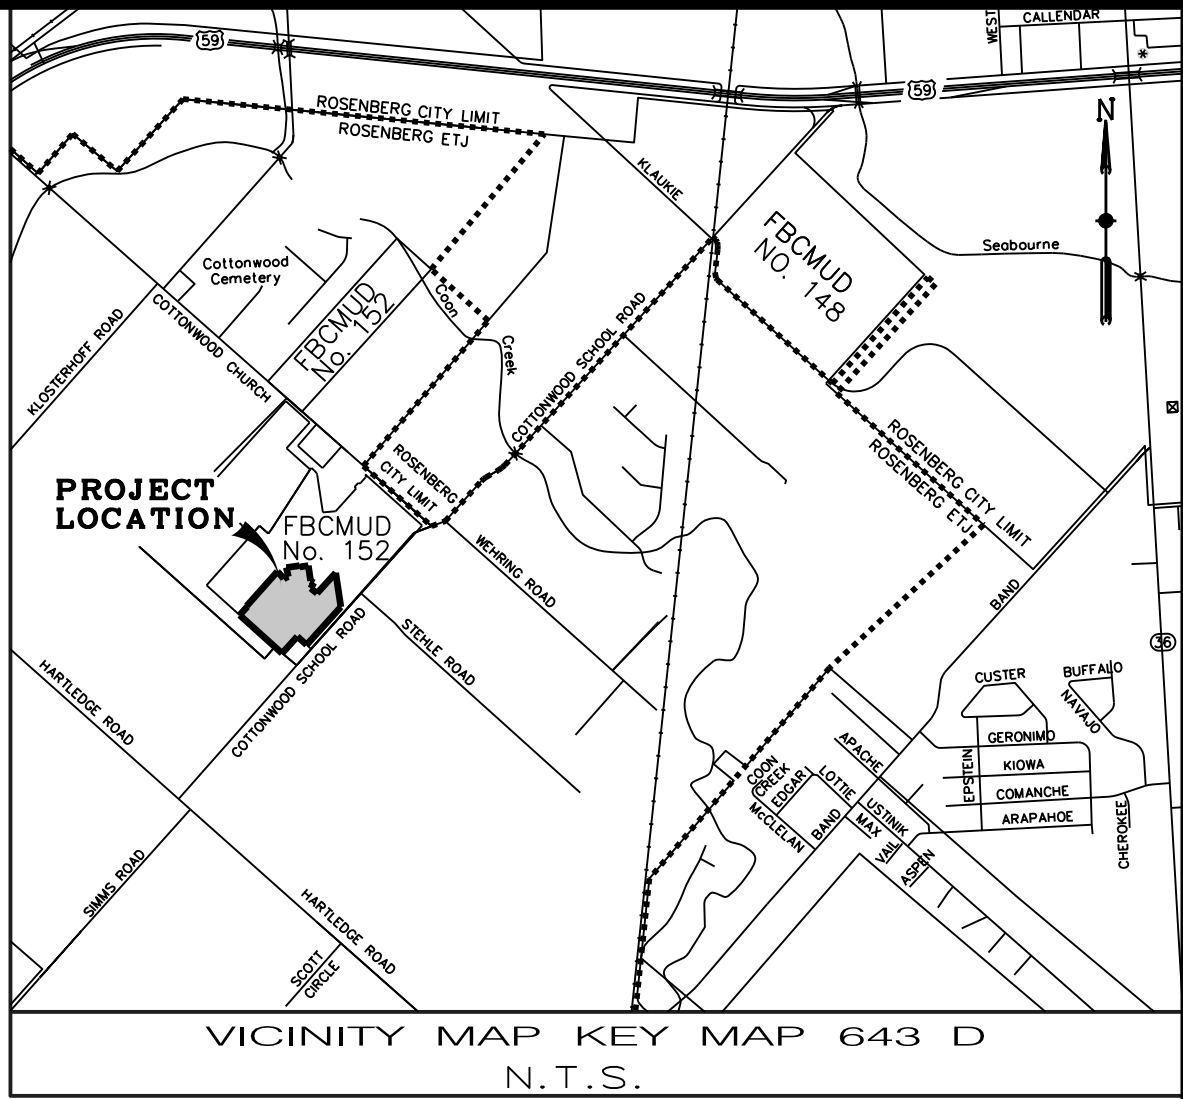 CALLENDAR
WEST
59
59
ROSENBERG CITY LIMIT
ROSENBERG ETJ
N
KLAUKIE
FBCMUD
NO. 148
Seabourne
Cottonwood
Cemetery
FBCMUD
No. 152
Coon
Creek
COTTONWOOD CHURCH
KLOSTERHOFF ROAD
COTTONWOOD SCHOOL ROAD
ROSENBERG
CITY LIMIT
ROSENBERG CITY LIMIT
ROSENBERG ETJ
PROJECT
LOCATION
FBCMUD
No. 152
WEHRING ROAD
BAND
STEHLE ROAD
COTTONWOOD SCHOOL ROAD
36
HARTLEDGE ROAD
CUSTER
BUFFALO
NAVAJO
GERONIMO
APACHE
EPSTEIN
KIOWA
COON
CREEK
EDGAR
LOTTIE
COMANCHE
McCLELAN
BAND
USTINIK
MAX
ARAPAHOE
CHEROKEE
VAIL
ASPEN
SIMMS ROAD
HARTLEDGE ROAD
SCOTT
CIRCLE
VICINITY MAP KEY MAP 643 D
N.T.S.